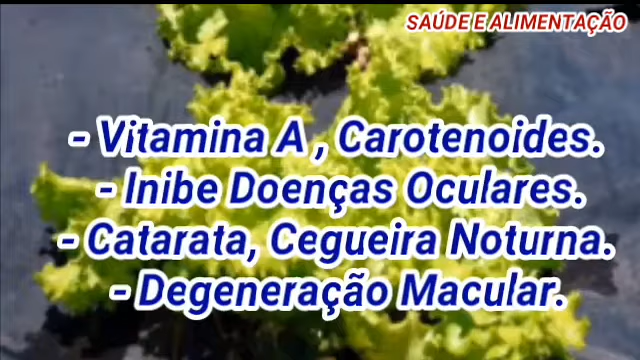 SAÚDE E ALIMENTAÇÃO
- Vitamina A , Carotenoides.
- Inibe Doenças Oculares.
- Catarata, Cegueira Noturna.
- Degeneração Macular.